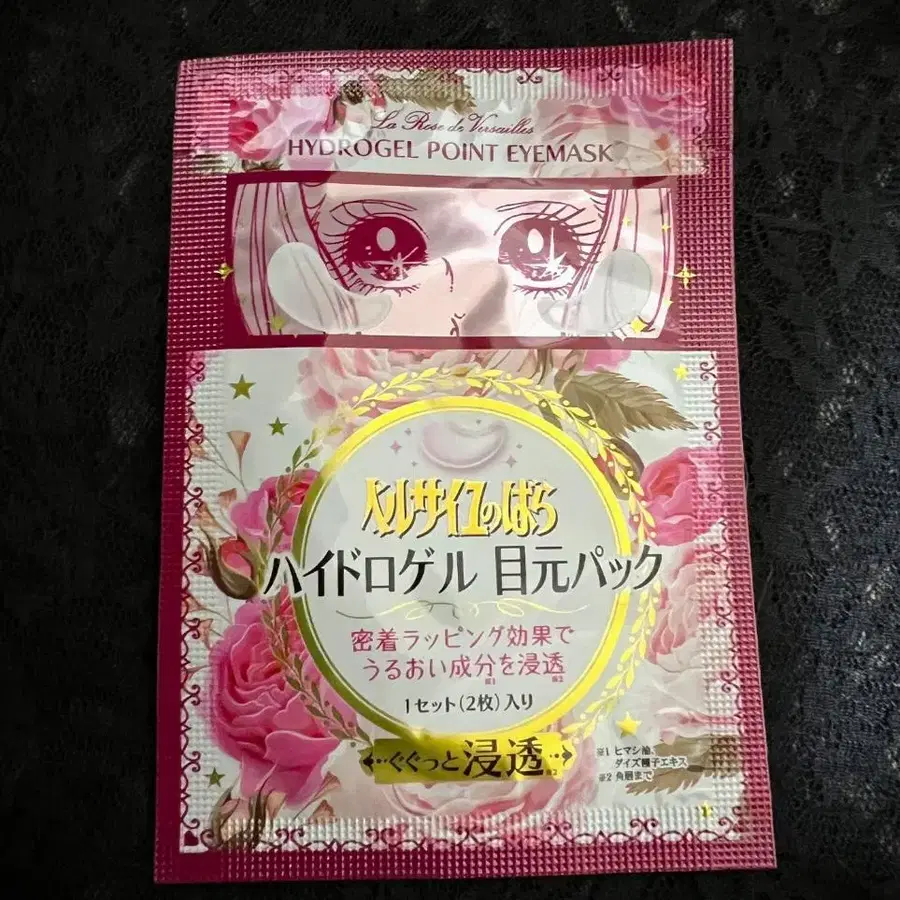 La Rose de Versailles
HYDROGEL POINT EYEMASK
ベルサイユのばら
ハイドロゲル 目元パック
密着ラッピング効果で
うるおい成分を浸透
※1 ※2
1セット(2枚)入り
ぐぐっと浸透※2
※1 ヒマシ油、
ダイズ種子エキス
※2 角層まで